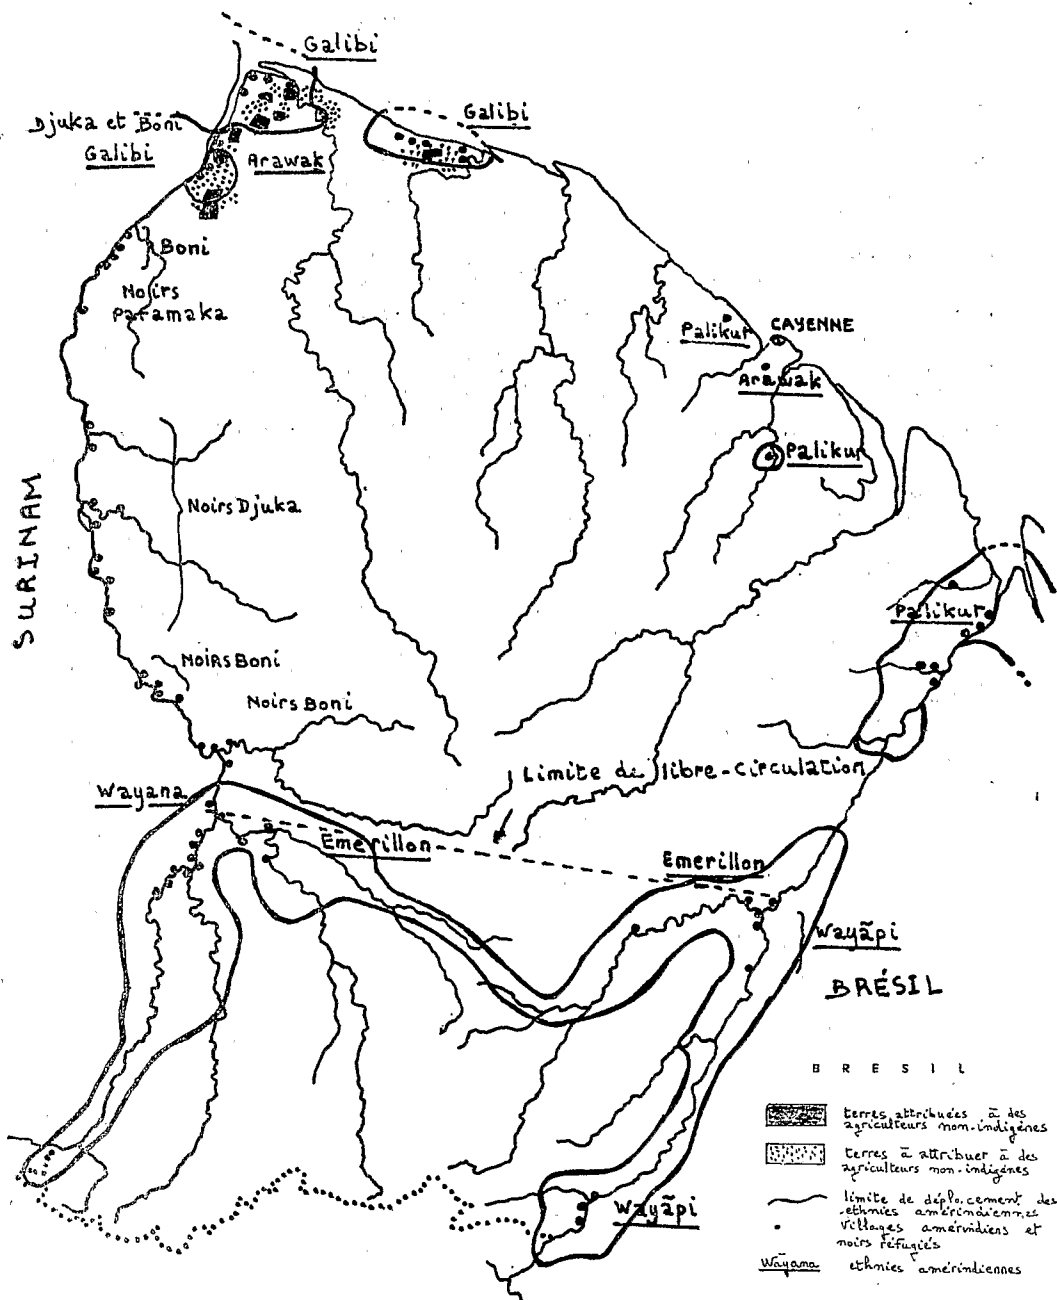 Galibi
Galibi
Djuka et Boni
Galibi
Arawak
Boni
Noirs
Paramaka
Palikur
CAYENNE
Arawak
Palikur
SURINAM
Noirs Djuka
Palikur
Noirs Boni
Noirs Boni
Limite de libre-circulation
Wayana
Emerillon
Emerillon
Wayãpi
BRÉSIL
BRESIL
terres attribuées à des
agriculteurs non-indigènes
terres à attribuer à des
agriculteurs non-indigènes
limite de déplacement des
ethnies amérindiennes
villages amérindiens et
noirs réfugiés
Wayãpi
Wayana ethnies amérindiennes